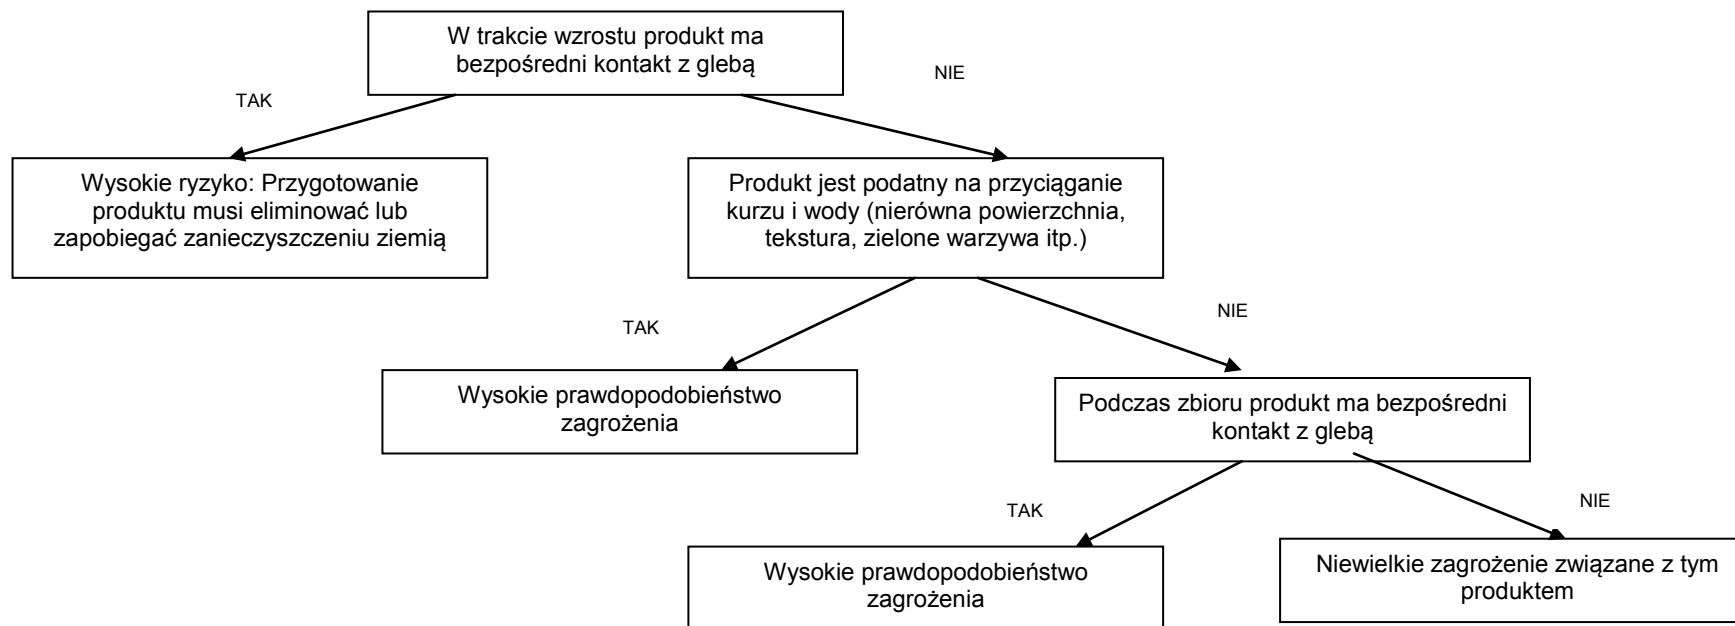 W trakcie wzrostu produkt ma
bezpośredni kontakt z glebą
NIE
TAK
Wysokie ryzyko: Przygotowanie
produktu musi eliminować lub
zapobiegać zanieczyszczeniu ziemią
Produkt jest podatny na przyciąganie
kurzu i wody (nierówna powierzchnia,
tekstura, zielone warzywa itp.)
TAK
NIE
Wysokie prawdopodobieństwo
zagrożenia
Podczas zbioru produkt ma bezpośredni
kontakt z glebą
TAK
NIE
Wysokie prawdopodobieństwo
zagrożenia
Niewielkie zagrożenie związane z tym
produktem